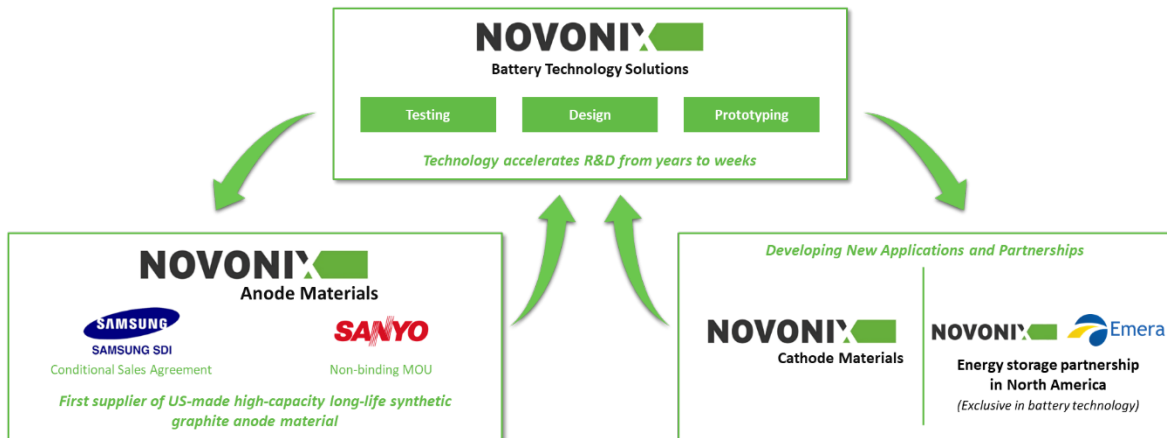 NOVONIX
Battery Technology Solutions
Testing
Design
Prototyping
Technology accelerates R&D from years to weeks
NOVONIX
Anode Materials
SAMSUNG
SAMSUNG SDI
Conditional Sales Agreement
SANYO
Non-binding MOU
First supplier of US-made high-capacity long-life synthetic
graphite anode material
Developing New Applications and Partnerships
NOVONIX
Cathode Materials
NOVONIX
Emera
Energy storage partnership
in North America
(Exclusive in battery technology)